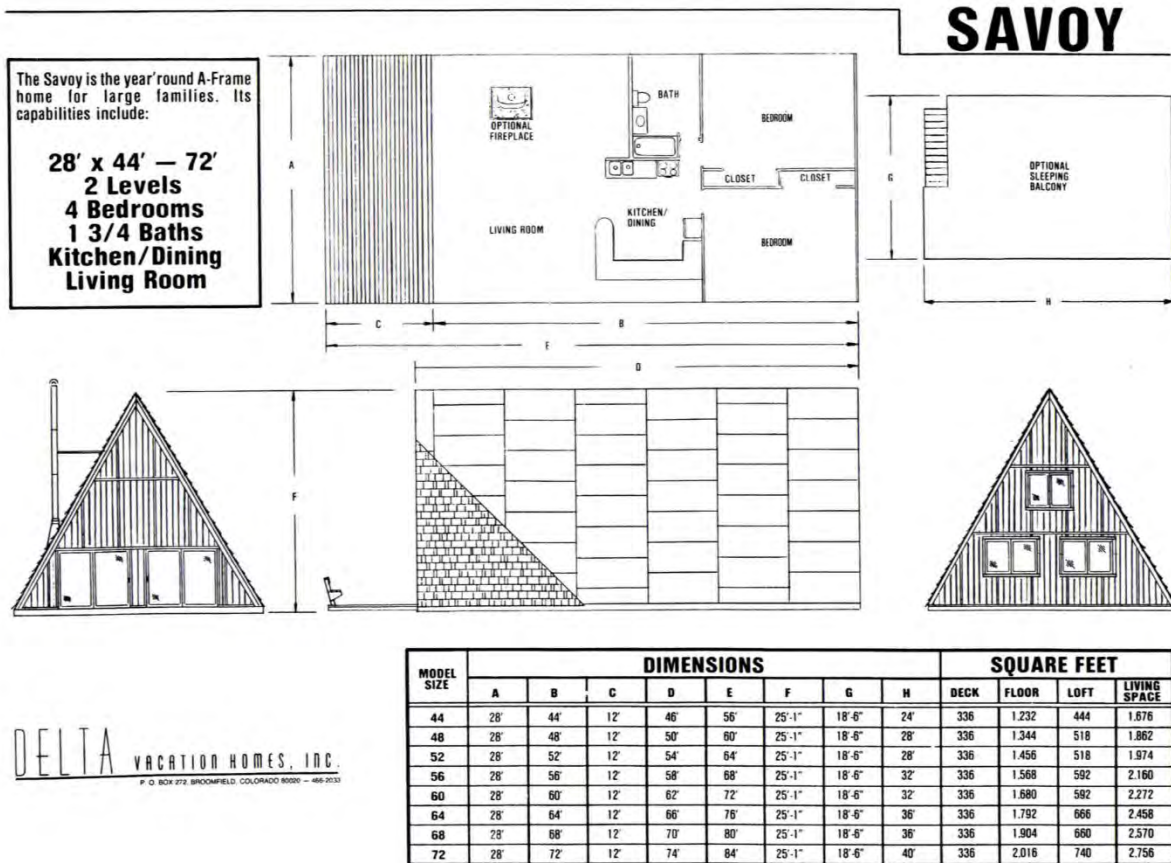 SAVOY
The Savoy is the year'round A-Frame
home for large families. Its
capabilities include:
28' x 44' — 72'
2 Levels
4 Bedrooms
1 3/4 Baths
Kitchen/Dining
Living Room
A
OPTIONAL
FIREPLACE
BATH
BEDROOM
CLOSET
CLOSET
LIVING ROOM
KITCHEN/
DINING
BEDROOM
G
OPTIONAL
SLEEPING
BALCONY
H
C
B
E
D
F
DELTA VACATION HOMES, INC.
P. O. BOX 272, BROOMFIELD, COLORADO 80020 — 466-2033
MODEL SIZE DIMENSIONS SQUARE FEET
A B C D E F G H DECK FLOOR LOFT LIVING SPACE
44 28' 44' 12' 46' 56' 25'-1" 18'-6" 24' 336 1.232 444 1.676
48 28' 48' 12' 50' 60' 25'-1" 18'-6" 28' 336 1.344 518 1.862
52 28' 52' 12' 54' 64' 25'-1" 18'-6" 28' 336 1.456 518 1.974
56 28' 56' 12' 58' 68' 25'-1" 18'-6" 32' 336 1.568 592 2.160
60 28' 60' 12' 62' 72' 25'-1" 18'-6" 32' 336 1.680 592 2.272
64 28' 64' 12' 66' 76' 25'-1" 18'-6" 36' 336 1.792 666 2.458
68 28' 68' 12' 70' 80' 25'-1" 18'-6" 36' 336 1.904 660 2.570
72 28' 72' 12' 74' 84' 25'-1" 18'-6" 40' 336 2.016 740 2.756